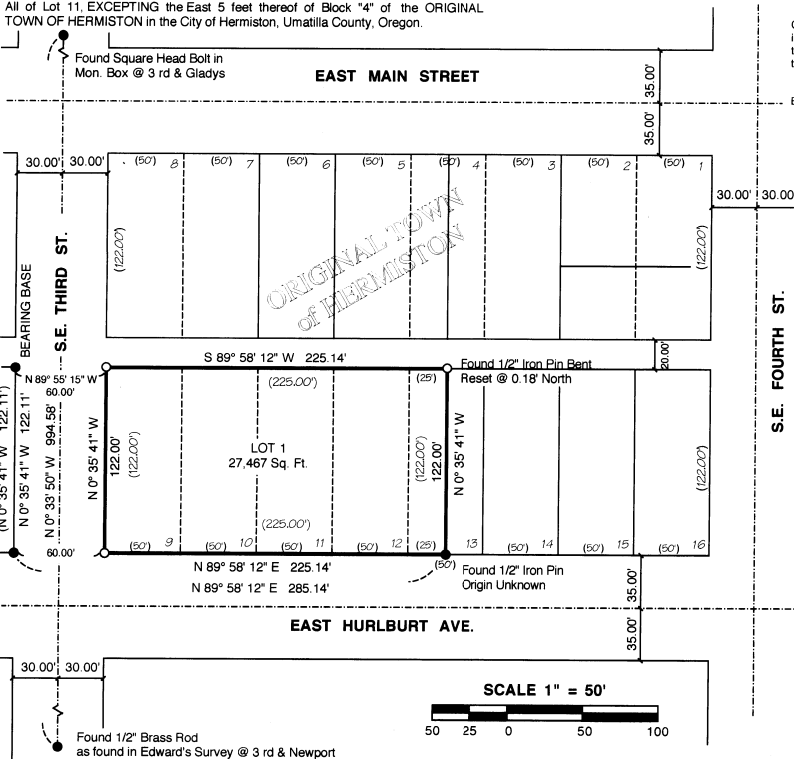 All of Lot 11, EXCEPTING the East 5 feet thereof of Block "4" of the ORIGINAL
TOWN OF HERMISTON in the City of Hermiston, Umatilla County, Oregon.
Found Square Head Bolt in
Mon. Box @ 3 rd & Gladys
EAST MAIN STREET
35.00'
35.00'
30.00' 30.00'
(50') 8 (50') 7 (50') 6 (50') 5 (50') 4 (50') 3 (50') 2 (50') 1
30.00' 30.00'
(122.00')
(122.00')
ORIGINAL TOWN
of HERMISTON
BEARING BASE
S.E. THIRD ST.
S.E. FOURTH ST.
20.00'
S 89° 58' 12" W 225.14'
Found 1/2" Iron Pin Bent
Reset @ 0.18' North
N 89° 55' 15" W
60.00'
(225.00')
(25')
(N 0° 35' 41" W 122.11')
N 0° 35' 41" W 122.11'
N 0° 33' 50" W 994.58'
N 0° 35' 41" W
122.00'
(122.00')
LOT 1
27,467 Sq. Ft.
(122.00')
122.00'
N 0° 35' 41" W
(122.00')
(225.00')
60.00'
(50') 9 (50') 10 (50') 11 (50') 12 (25') 13 (50') 14 (50') 15 (50') 16
(50')
N 89° 58' 12" E 225.14'
N 89° 58' 12" E 285.14'
Found 1/2" Iron Pin
Origin Unknown
35.00'
35.00'
EAST HURLBURT AVE.
30.00' 30.00'
SCALE 1" = 50'
50 25 0 50 100
Found 1/2" Brass Rod
as found in Edward's Survey @ 3 rd & Newport